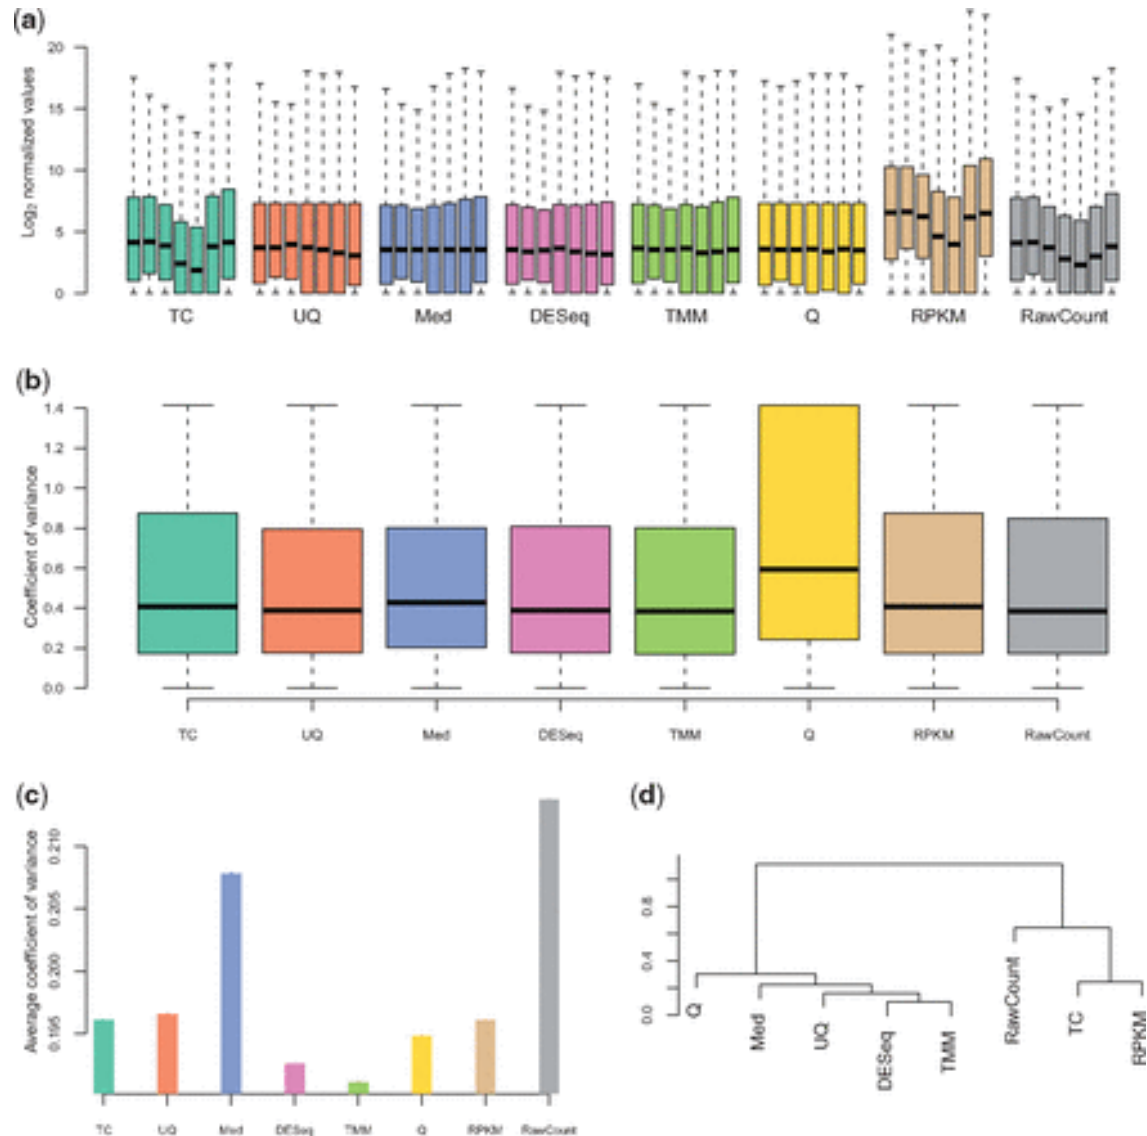 (a)
Log2 normalized values
20
15
10
5
0
TC UQ Med DESeq TMM Q RPKM RawCount
(b)
Coefficient of variance
1.4
1.2
1.0
0.8
0.6
0.4
0.2
0.0
TC UQ Med DESeq TMM Q RPKM RawCount
(c)
Average coefficient of variance
0.210
0.205
0.200
0.195
TC UQ Med DESeq TMM Q RPKM RawCount
(d)
0.8
0.4
0.0
Q Med UQ DESeq TMM RawCount TC RPKM